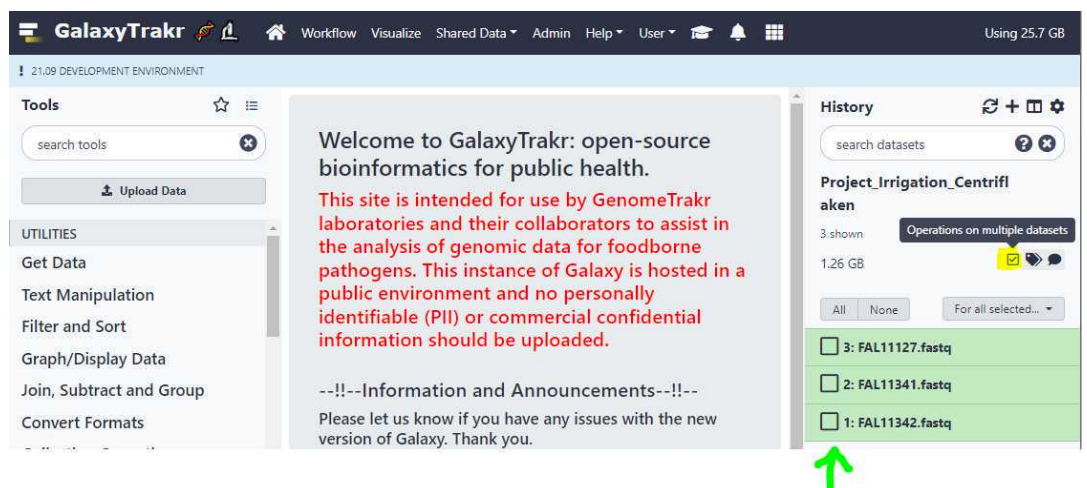 GalaxyTrakr Workflow Visualize Shared Data Admin Help User Using 25.7 GB
! 21.09 DEVELOPMENT ENVIRONMENT
Tools
search tools
Upload Data
UTILITIES
Get Data
Text Manipulation
Filter and Sort
Graph/Display Data
Join, Subtract and Group
Convert Formats
Welcome to GalaxyTrakr: open-source
bioinformatics for public health.
This site is intended for use by GenomeTrakr
laboratories and their collaborators to assist in
the analysis of genomic data for foodborne
pathogens. This instance of Galaxy is hosted in a
public environment and no personally
identifiable (PII) or commercial confidential
information should be uploaded.
--!!--Information and Announcements--!!--
Please let us know if you have any issues with the new
version of Galaxy. Thank you.
History
search datasets
Project_Irrigation_Centrifl
aken
3 shown
Operations on multiple datasets
1.26 GB
All None For all selected...
3: FAL11127.fastq
2: FAL11341.fastq
1: FAL11342.fastq